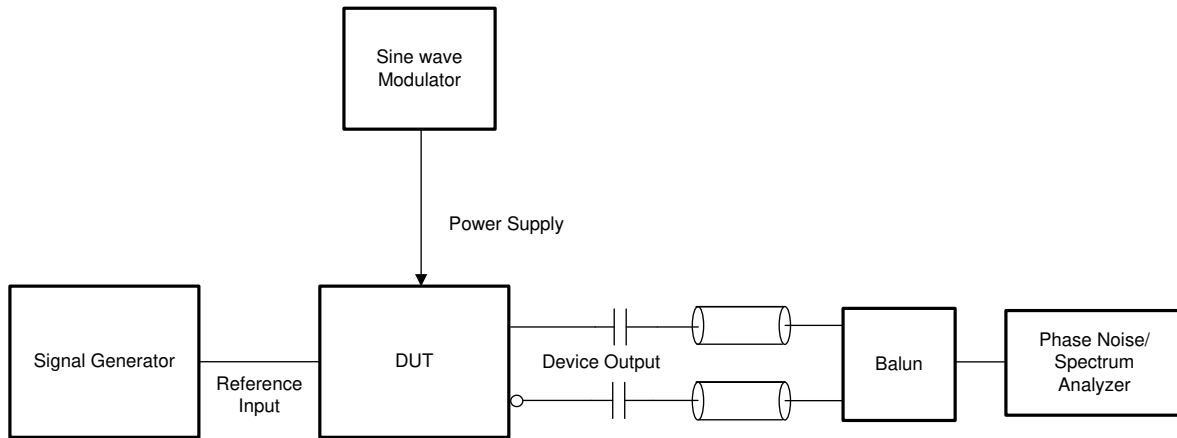 Sine wave
Modulator
Power Supply
Signal Generator
Reference
Input
DUT
Device Output
Balun
Phase Noise/
Spectrum
Analyzer